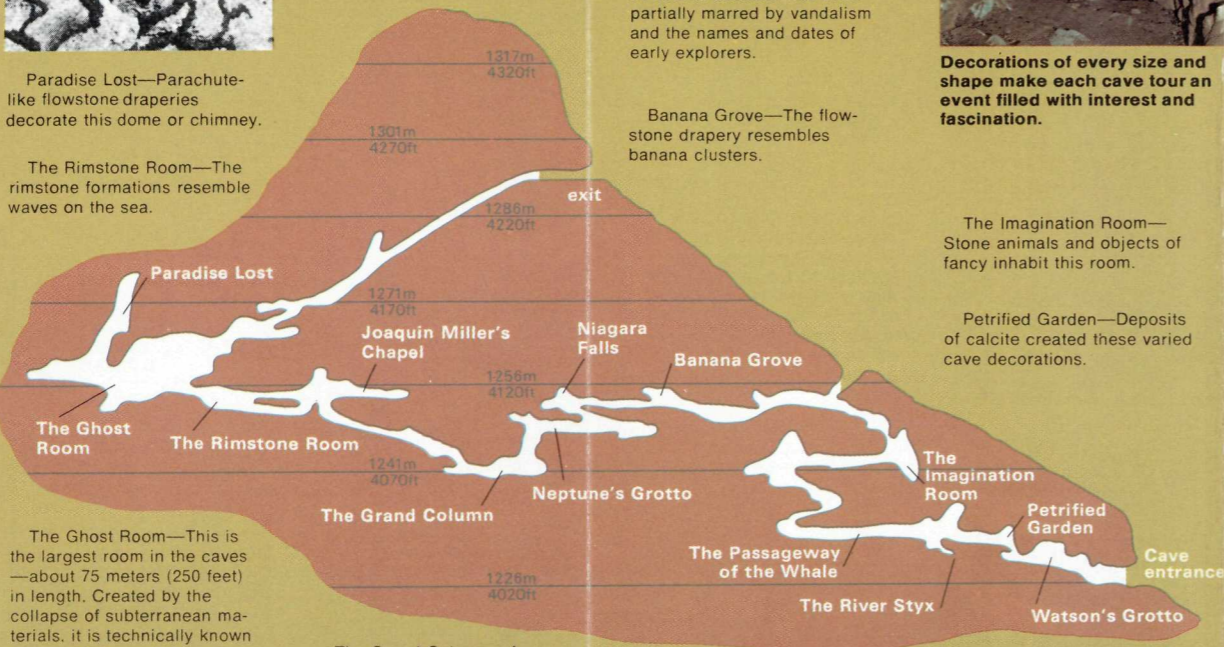 Paradise Lost—Parachute-
like flowstone draperies
decorate this dome or chimney.
The Rimstone Room—The
rimstone formations resemble
waves on the sea.
The Ghost Room—This is
the largest room in the caves
—about 75 meters (250 feet)
in length. Created by the
collapse of subterranean ma-
terials, it is technically known
partially marred by vandalism
and the names and dates of
early explorers.
Banana Grove—The flow-
stone drapery resembles
banana clusters.
Decorations of every size and
shape make each cave tour an
event filled with interest and
fascination.
The Imagination Room—
Stone animals and objects of
fancy inhabit this room.
Petrified Garden—Deposits
of calcite created these varied
cave decorations.
1317m
4320ft
1301m
4270ft
exit
1286m
4220ft
Paradise Lost
1271m
4170ft
Joaquin Miller's
Chapel
Niagara
Falls
Banana Grove
1256m
4120ft
The Ghost
Room
The Rimstone Room
1241m
4070ft
The Grand Column
Neptune's Grotto
The
Imagination
Room
Petrified
Garden
The Passageway
of the Whale
Cave
entrance
1226m
4020ft
The River Styx
Watson's Grotto